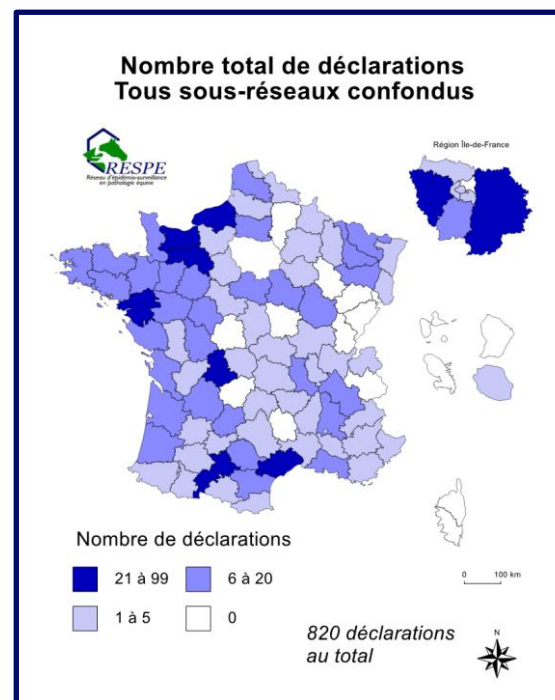 Nombre total de déclarations
Tous sous-réseaux confondus
RESPE
Réseau d'épidémio-surveillance
en pathologie équine
Région Île-de-France
Nombre de déclarations
21 à 99
6 à 20
1 à 5
0
0 100 km
820 déclarations
au total
N